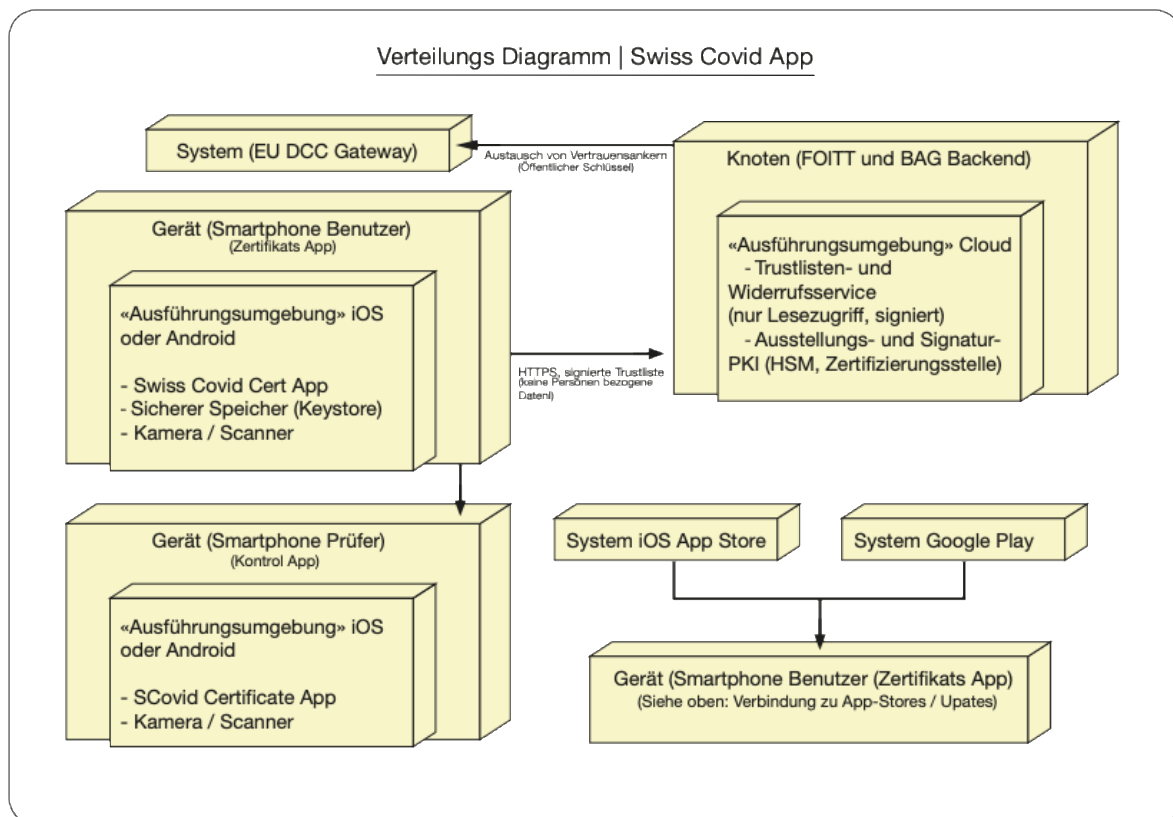 Verteilungs Diagramm | Swiss Covid App
System (EU DCC Gateway)
Austausch von Vertrauensankern
(Öffentlicher Schlüssel)
Knoten (FOITT und BAG Backend)
«Ausführungsumgebung» Cloud
- Trustlisten- und
Widerrufsservice
(nur Lesezugriff, signiert)
- Ausstellungs- und Signatur-
PKI (HSM, Zertifizierungsstelle)
Gerät (Smartphone Benutzer)
(Zertifikats App)
«Ausführungsumgebung» iOS
oder Android
- Swiss Covid Cert App
- Sicherer Speicher (Keystore)
- Kamera / Scanner
HTTPS, signierte Trustliste
(keine Personen bezogene
Daten!)
Gerät (Smartphone Prüfer)
(Kontrol App)
«Ausführungsumgebung» iOS
oder Android
- SCovid Certificate App
- Kamera / Scanner
System iOS App Store
System Google Play
Gerät (Smartphone Benutzer (Zertifikats App)
(Siehe oben: Verbindung zu App-Stores / Upates)